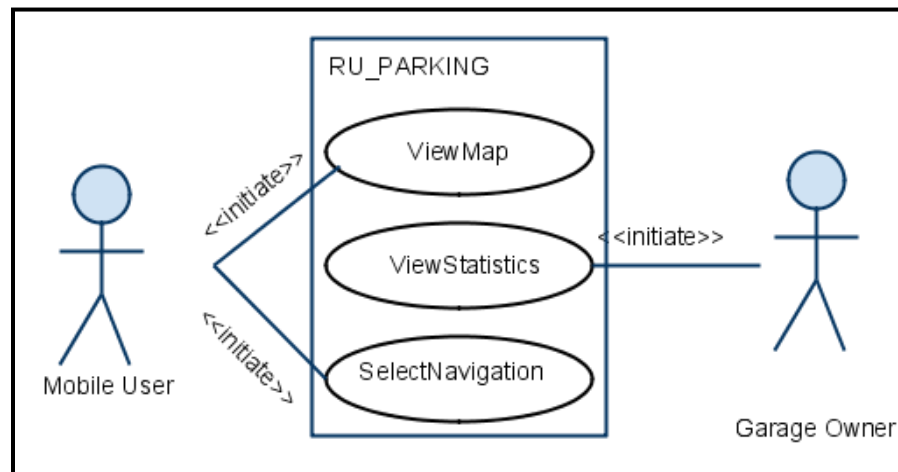 RU_PARKING
ViewMap
<<initiate>>
<<initiate>>
ViewStatistics
<<initiate>>
SelectNavigation
Mobile User
Garage Owner